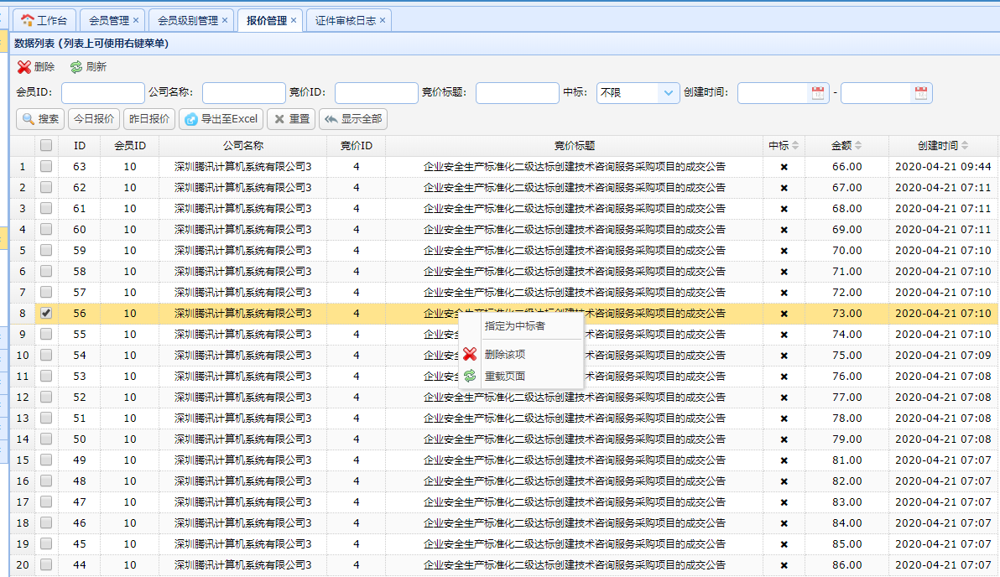 工作台 会员管理 × 会员级别管理 × 报价管理 × 证件审核日志 ×
数据列表 (列表上可使用右键菜单)
删除 刷新
会员ID: 公司名称: 竞价ID: 竞价标题: 中标: 不限 创建时间: -
搜索 今日报价 昨日报价 导出至Excel 重置 显示全部
ID 会员ID 公司名称 竞价ID 竞价标题 中标 金额 创建时间
1 63 10 深圳腾讯计算机系统有限公司3 4 企业安全生产标准化二级达标创建技术咨询服务采购项目的成交公告 × 66.00 2020-04-21 09:44
2 62 10 深圳腾讯计算机系统有限公司3 4 企业安全生产标准化二级达标创建技术咨询服务采购项目的成交公告 × 67.00 2020-04-21 07:11
3 61 10 深圳腾讯计算机系统有限公司3 4 企业安全生产标准化二级达标创建技术咨询服务采购项目的成交公告 × 68.00 2020-04-21 07:11
4 60 10 深圳腾讯计算机系统有限公司3 4 企业安全生产标准化二级达标创建技术咨询服务采购项目的成交公告 × 69.00 2020-04-21 07:11
5 59 10 深圳腾讯计算机系统有限公司3 4 企业安全生产标准化二级达标创建技术咨询服务采购项目的成交公告 × 70.00 2020-04-21 07:10
6 58 10 深圳腾讯计算机系统有限公司3 4 企业安全生产标准化二级达标创建技术咨询服务采购项目的成交公告 × 71.00 2020-04-21 07:10
7 57 10 深圳腾讯计算机系统有限公司3 4 企业安全生产标准化二级达标创建技术咨询服务采购项目的成交公告 × 72.00 2020-04-21 07:10
8 56 10 深圳腾讯计算机系统有限公司3 4 企业安全生产标准化二级达标创建技术咨询服务采购项目的成交公告 × 73.00 2020-04-21 07:10
指定为中标者
9 55 10 深圳腾讯计算机系统有限公司3 4 企业安 术咨询服务采购项目的成交公告 × 74.00 2020-04-21 07:10
10 54 10 深圳腾讯计算机系统有限公司3 4 企业安 术咨询服务采购项目的成交公告 × 75.00 2020-04-21 07:09
删除该项
11 53 10 深圳腾讯计算机系统有限公司3 4 企业安 术咨询服务采购项目的成交公告 × 76.00 2020-04-21 07:08
重载页面
12 52 10 深圳腾讯计算机系统有限公司3 4 企业安全生产标准化二级达标创建技术咨询服务采购项目的成交公告 × 77.00 2020-04-21 07:08
13 51 10 深圳腾讯计算机系统有限公司3 4 企业安全生产标准化二级达标创建技术咨询服务采购项目的成交公告 × 78.00 2020-04-21 07:08
14 50 10 深圳腾讯计算机系统有限公司3 4 企业安全生产标准化二级达标创建技术咨询服务采购项目的成交公告 × 79.00 2020-04-21 07:08
15 49 10 深圳腾讯计算机系统有限公司3 4 企业安全生产标准化二级达标创建技术咨询服务采购项目的成交公告 × 81.00 2020-04-21 07:07
16 48 10 深圳腾讯计算机系统有限公司3 4 企业安全生产标准化二级达标创建技术咨询服务采购项目的成交公告 × 82.00 2020-04-21 07:07
17 47 10 深圳腾讯计算机系统有限公司3 4 企业安全生产标准化二级达标创建技术咨询服务采购项目的成交公告 × 83.00 2020-04-21 07:07
18 46 10 深圳腾讯计算机系统有限公司3 4 企业安全生产标准化二级达标创建技术咨询服务采购项目的成交公告 × 84.00 2020-04-21 07:07
19 45 10 深圳腾讯计算机系统有限公司3 4 企业安全生产标准化二级达标创建技术咨询服务采购项目的成交公告 × 85.00 2020-04-21 07:07
20 44 10 深圳腾讯计算机系统有限公司3 4 企业安全生产标准化二级达标创建技术咨询服务采购项目的成交公告 × 86.00 2020-04-21 07:07